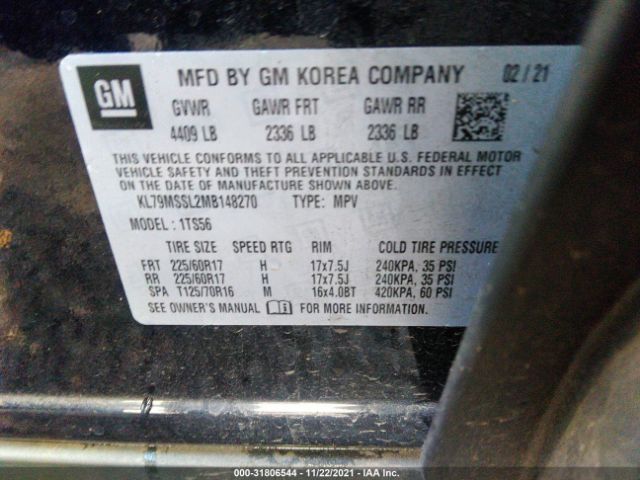 GM MFD BY GM KOREA COMPANY 02/21
GVWR GAWR FRT GAWR RR
4409 LB 2336 LB 2336 LB
THIS VEHICLE CONFORMS TO ALL APPLICABLE U.S. FEDERAL MOTOR
VEHICLE SAFETY AND THEFT PREVENTION STANDARDS IN EFFECT
ON THE DATE OF MANUFACTURE SHOWN ABOVE.
KL79MSSL2MB148270 TYPE: MPV
MODEL: 1TS56
TIRE SIZE SPEED RTG RIM COLD TIRE PRESSURE
FRT 225/60R17 H 17x7.5J 240KPA, 35 PSI
RR 225/60R17 H 17x7.5J 240KPA, 35 PSI
SPA T125/70R16 M 16x4.0BT 420KPA, 60 PSI
SEE OWNER'S MANUAL FOR MORE INFORMATION
000-31806544 - 11/22/2021 - IAA Inc.